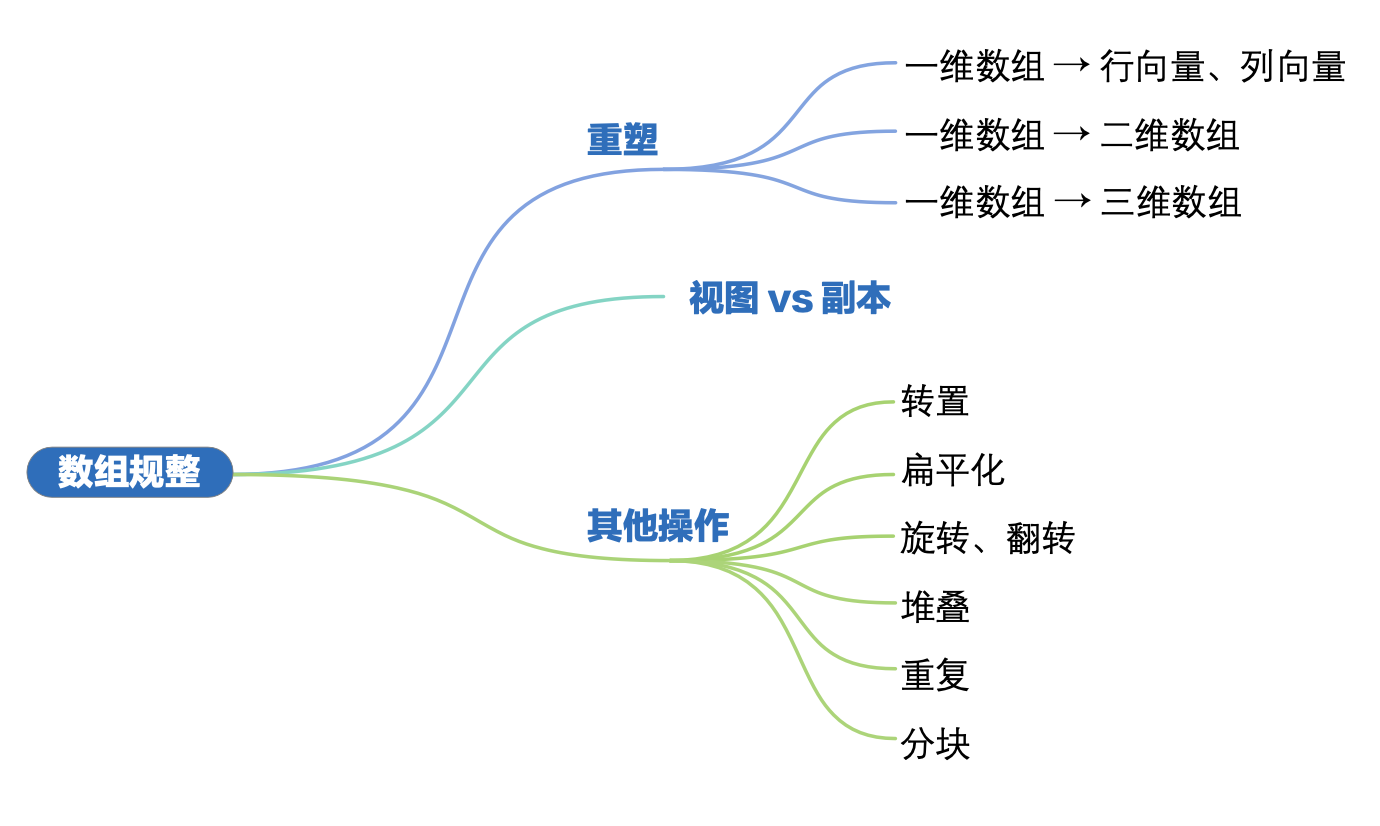 数组规整
重塑
一维数组 → 行向量、列向量
一维数组 → 二维数组
一维数组 → 三维数组
视图 vs 副本
其他操作
转置
扁平化
旋转、翻转
堆叠
重复
分块